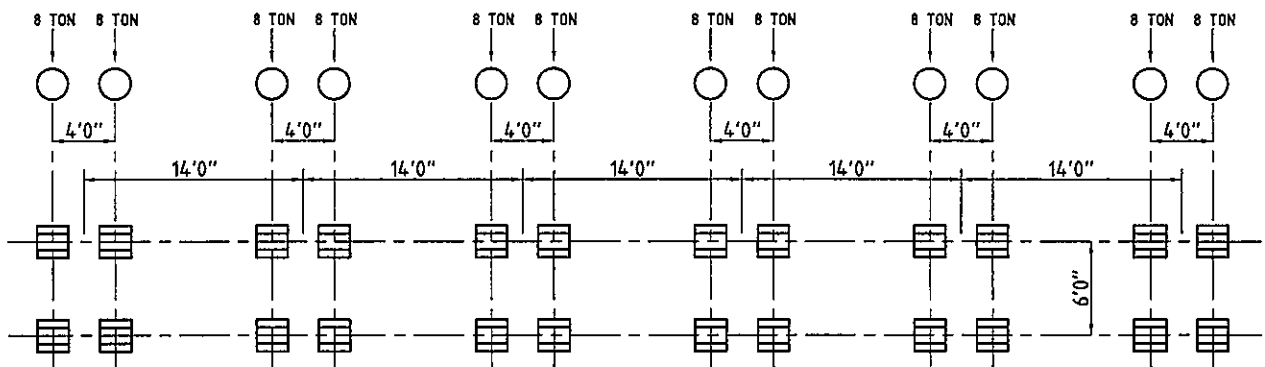 8 TON 8 TON 8 TON 8 TON 8 TON 8 TON 8 TON 8 TON 8 TON 8 TON 8 TON 8 TON
4'0" 4'0" 4'0" 4'0" 4'0" 4'0"
14'0" 14'0" 14'0" 14'0" 14'0"
6'0"